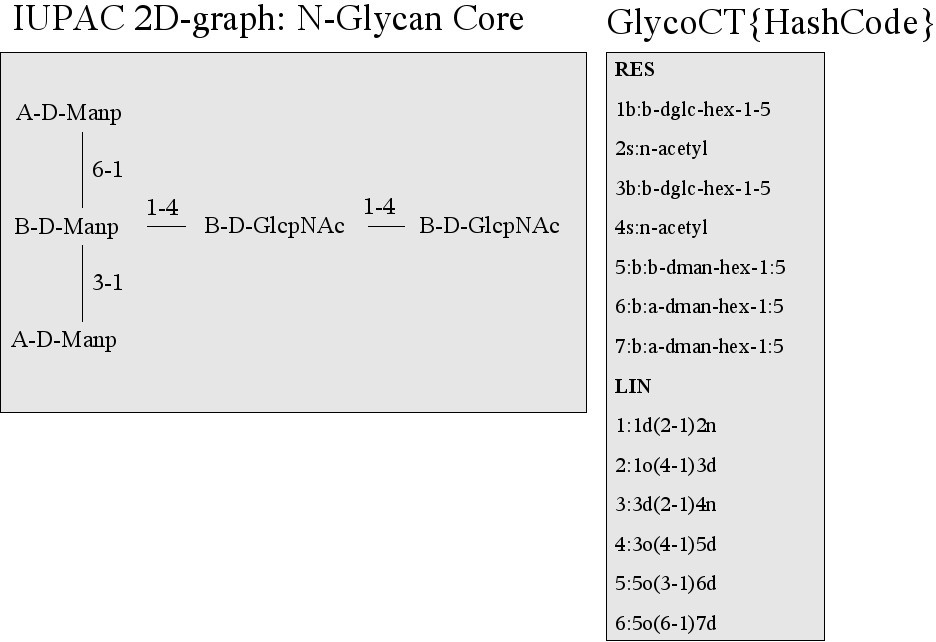 IUPAC 2D-graph: N-Glycan Core
A-D-Manp
6-1
B-D-Manp 1-4 B-D-GlcpNAc 1-4 B-D-GlcpNAc
3-1
A-D-Manp
GlycoCT{HashCode}
RES
1b:b-dglc-hex-1-5
2s:n-acetyl
3b:b-dglc-hex-1-5
4s:n-acetyl
5:b:b-dman-hex-1:5
6:b:a-dman-hex-1:5
7:b:a-dman-hex-1:5
LIN
1:1d(2-1)2n
2:1o(4-1)3d
3:3d(2-1)4n
4:3o(4-1)5d
5:5o(3-1)6d
6:5o(6-1)7d